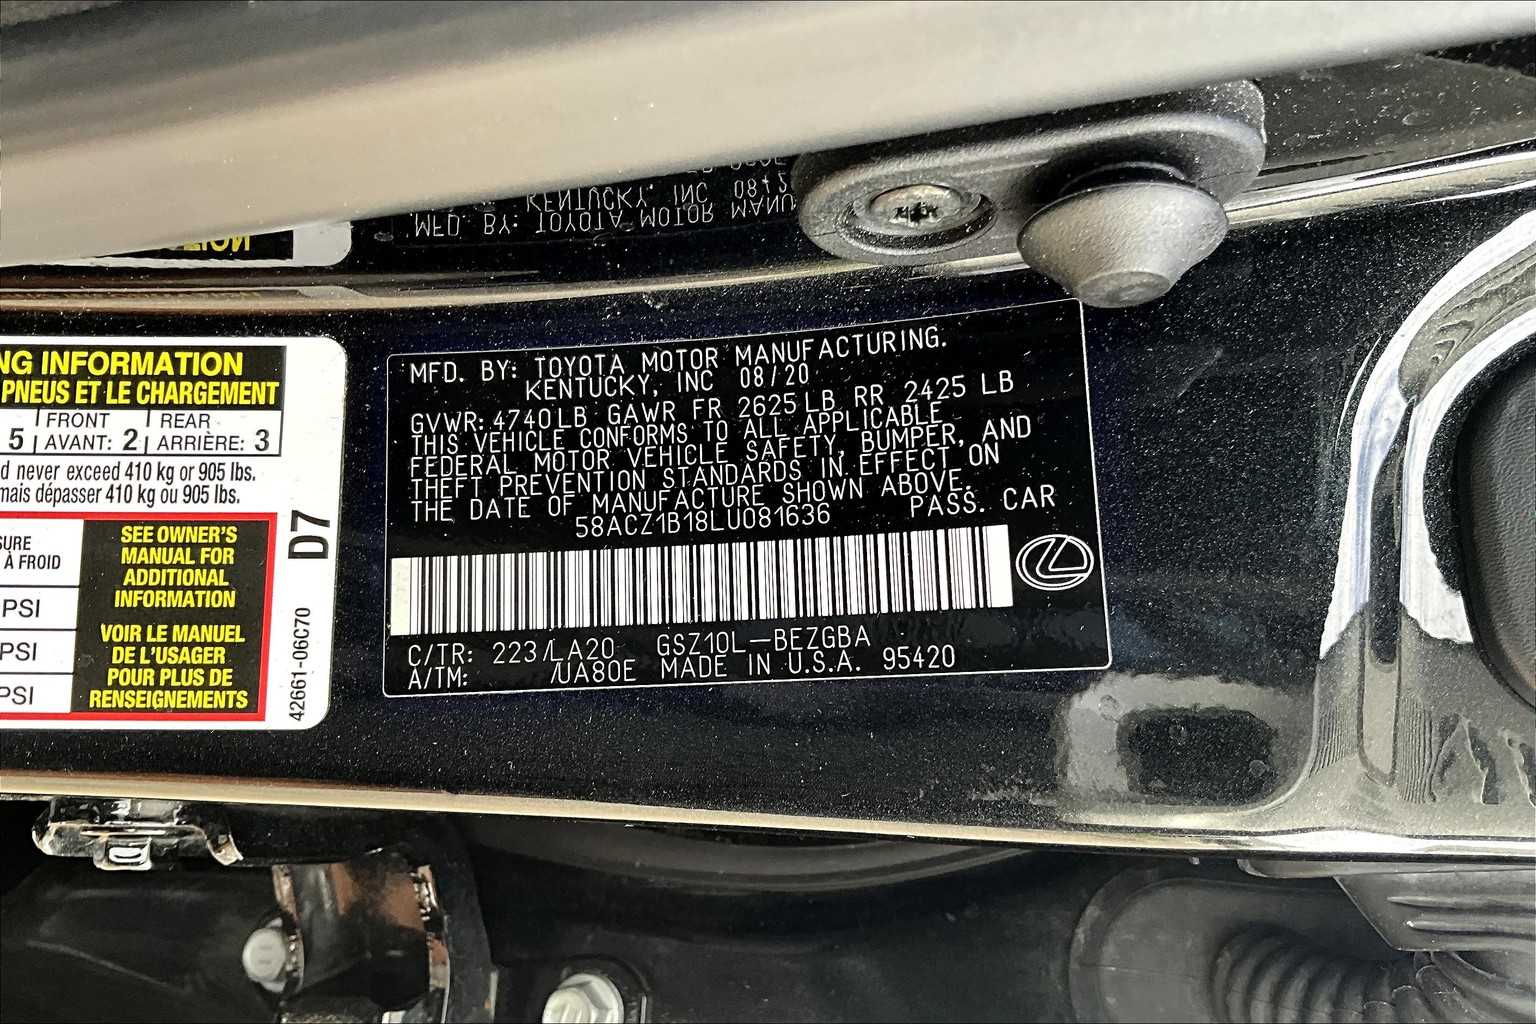 NG INFORMATION
PNEUS ET LE CHARGEMENT
5 FRONT AVANT: 2 REAR ARRIÈRE: 3
never exceed 410 kg or 905 lbs.
mais dépasser 410 kg ou 905 lbs.
À FROID
PSI
PSI
PSI
SEE OWNER'S
MANUAL FOR
ADDITIONAL
INFORMATION
VOIR LE MANUEL
DE L'USAGER
POUR PLUS DE
RENSEIGNEMENTS
D7
42661-06C70
MFD. BY: TOYOTA MOTOR MANUFACTURING.
KENTUCKY, INC 08/20
GVWR: 4740LB GAWR FR 2625LB RR 2425 LB
THIS VEHICLE CONFORMS TO ALL APPLICABLE
FEDERAL MOTOR VEHICLE SAFETY, BUMPER, AND
THEFT PREVENTION STANDARDS IN EFFECT ON
THE DATE OF MANUFACTURE SHOWN ABOVE.
58ACZ1B18LU081636 PASS. CAR
C/TR: 223/LA20 GSZ10L-BEZGBA
A/TM: /UA80E MADE IN U.S.A. 95420